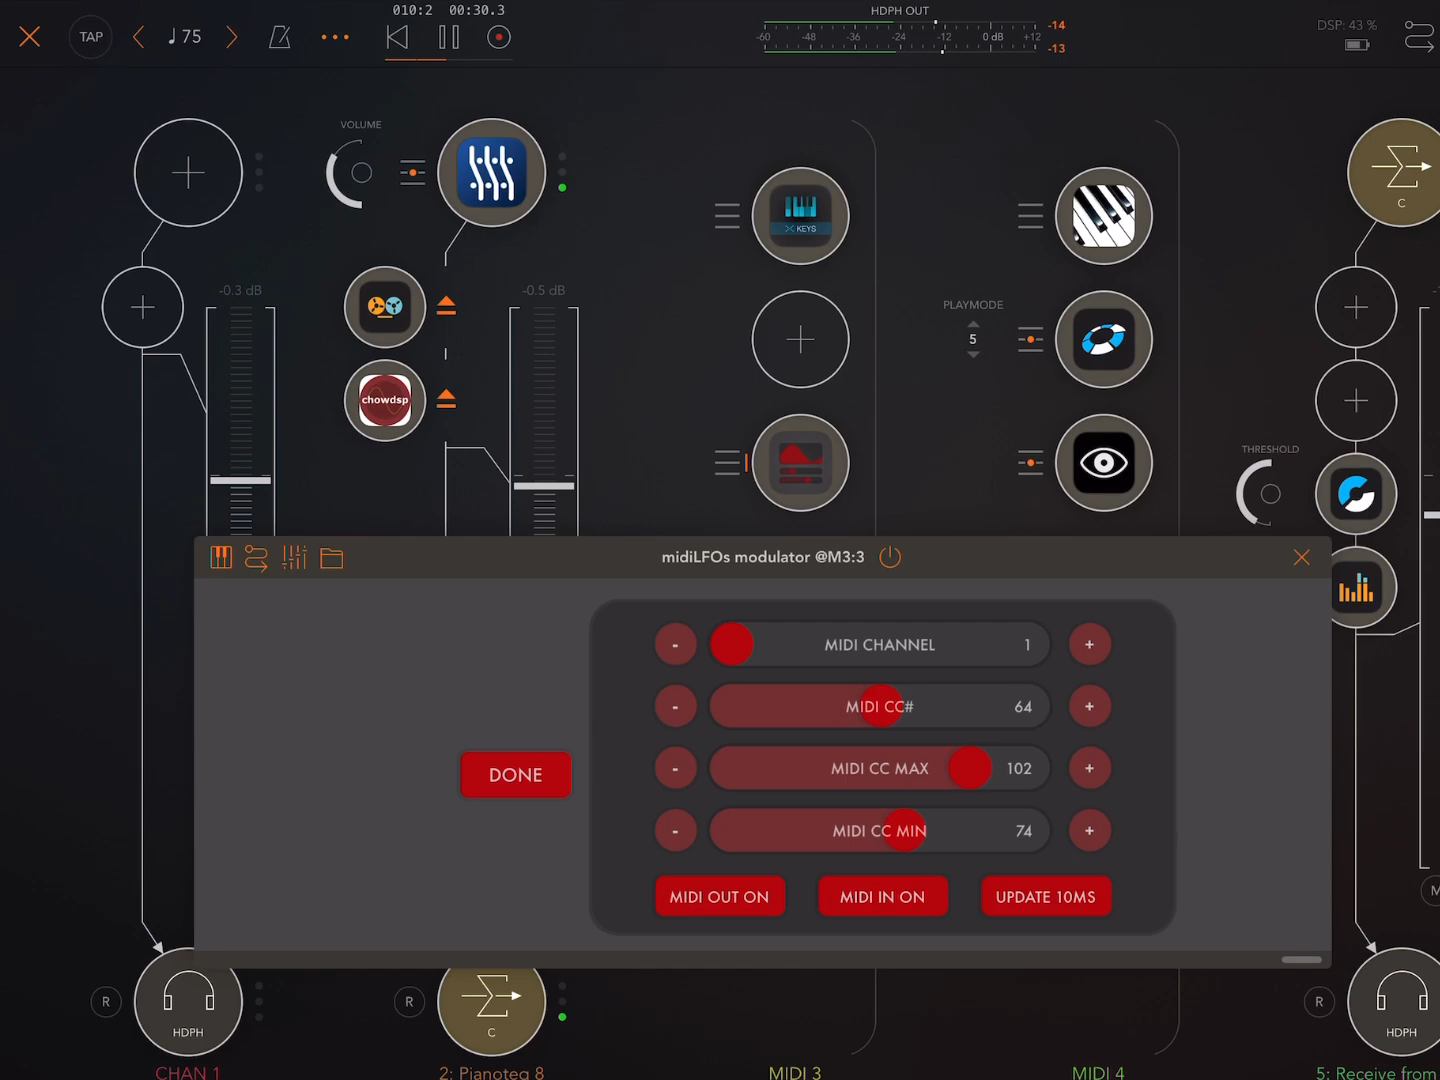 TAP
♩75
010:2 00:30.3
HDPH OUT
-60 -48 -36 -24 -12 0 dB +12
-14
-13
DSP: 43 %
VOLUME
KEYS
C
-0.3 dB
-0.5 dB
PLAYMODE
5
chowdsp
THRESHOLD
midiLFOs modulator @M3:3
- MIDI CHANNEL 1 +
- MIDI CC# 64 +
- MIDI CC MAX 102 +
- MIDI CC MIN 74 +
DONE
MIDI OUT ON
MIDI IN ON
UPDATE 10MS
R
HDPH
R
C
R
HDPH
CHAN 1
2: Pianoteq 8
MIDI 3
MIDI 4
5: Receive from